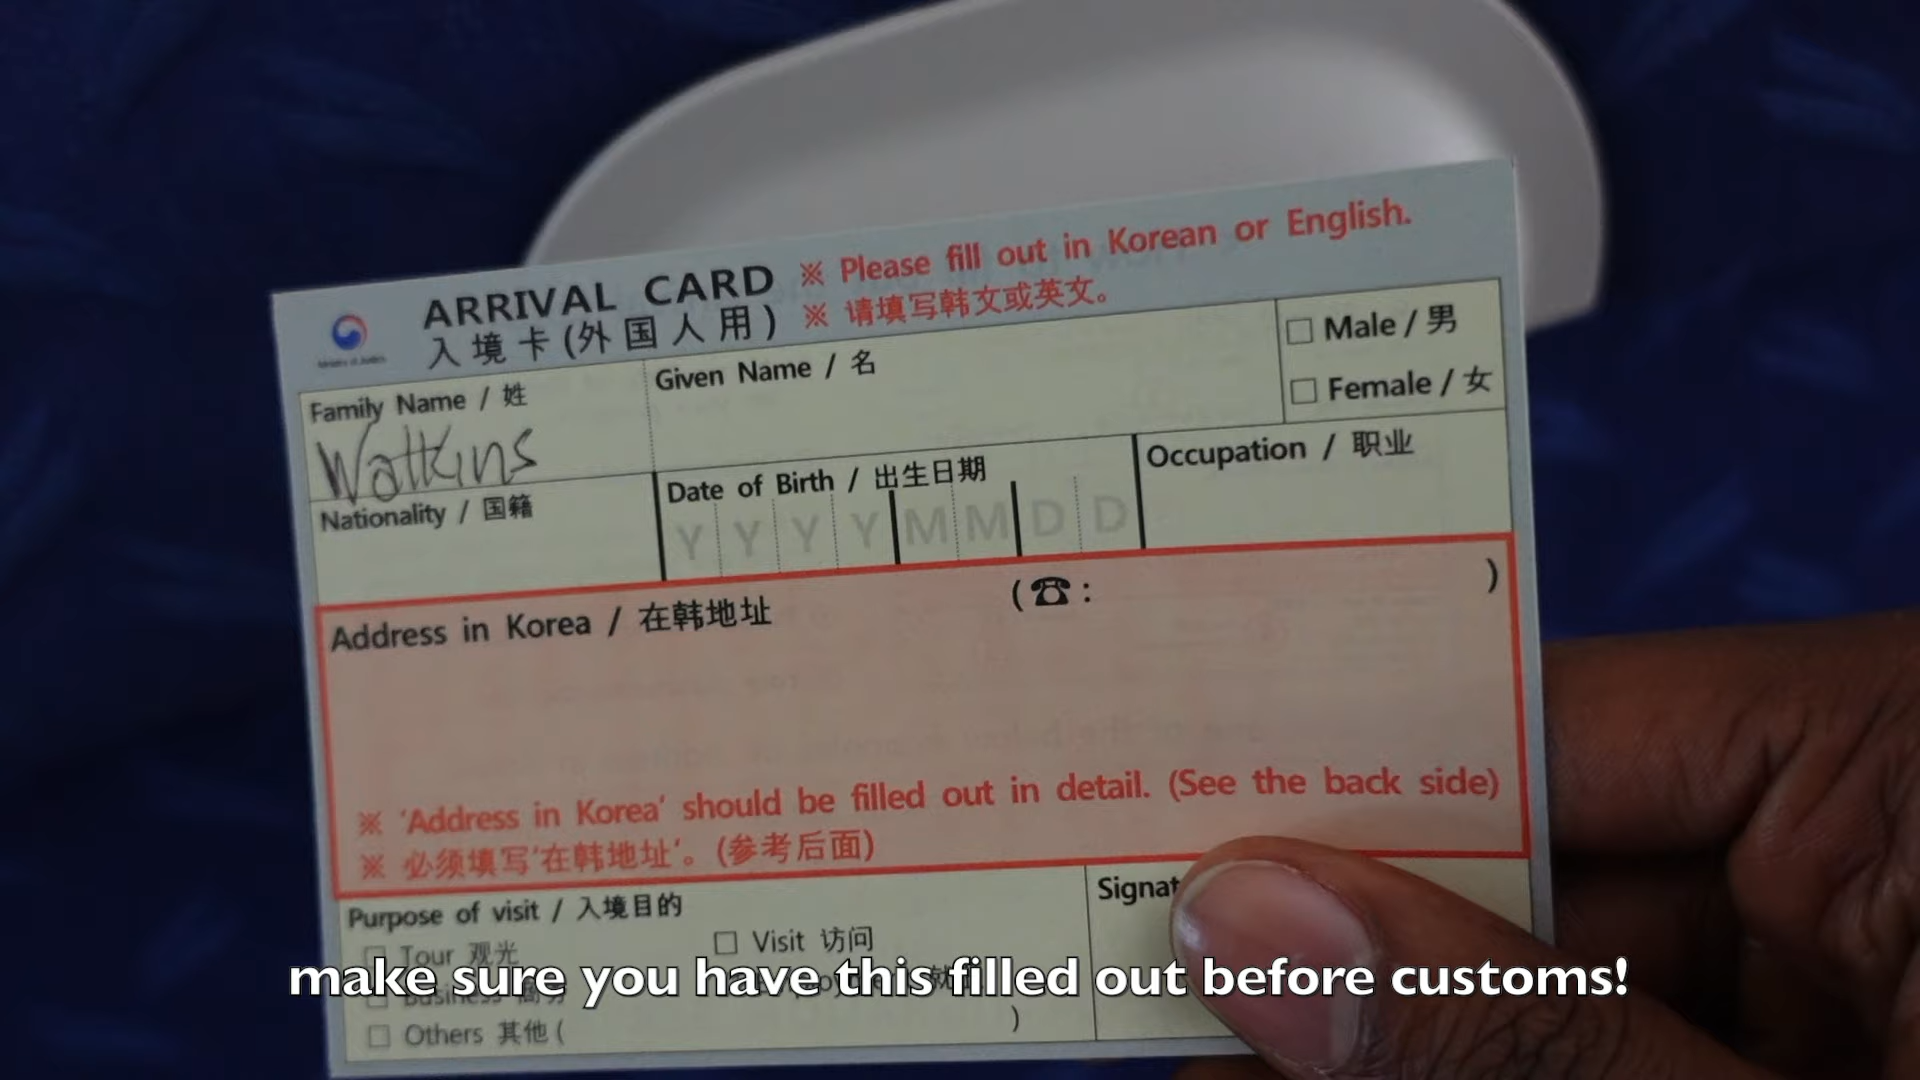 ARRIVAL CARD
入境卡(外国人用)
※ Please fill out in Korean or English.
※ 请填写韩文或英文。
Family Name / 姓
Watkins
Given Name / 名
□ Male / 男
□ Female / 女
Nationality / 国籍
Date of Birth / 出生日期
Y Y Y Y M M D D
Occupation / 职业
Address in Korea / 在韩地址
(☎: )
※ 'Address in Korea' should be filled out in detail. (See the back side)
※ 必须填写'在韩地址'。(参考后面)
Purpose of visit / 入境目的
□ Tour 观光
□ Visit 访问
□ Business 商务
□ Others 其他 ( )
make sure you have this filled out before customs!